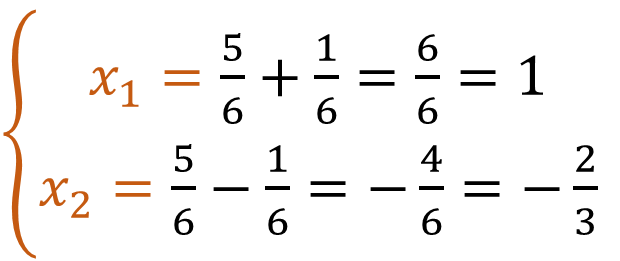 x₁ = 5/6 + 1/6 = 6/6 = 1
x₂ = 5/6 − 1/6 = − 4/6 = − 2/3